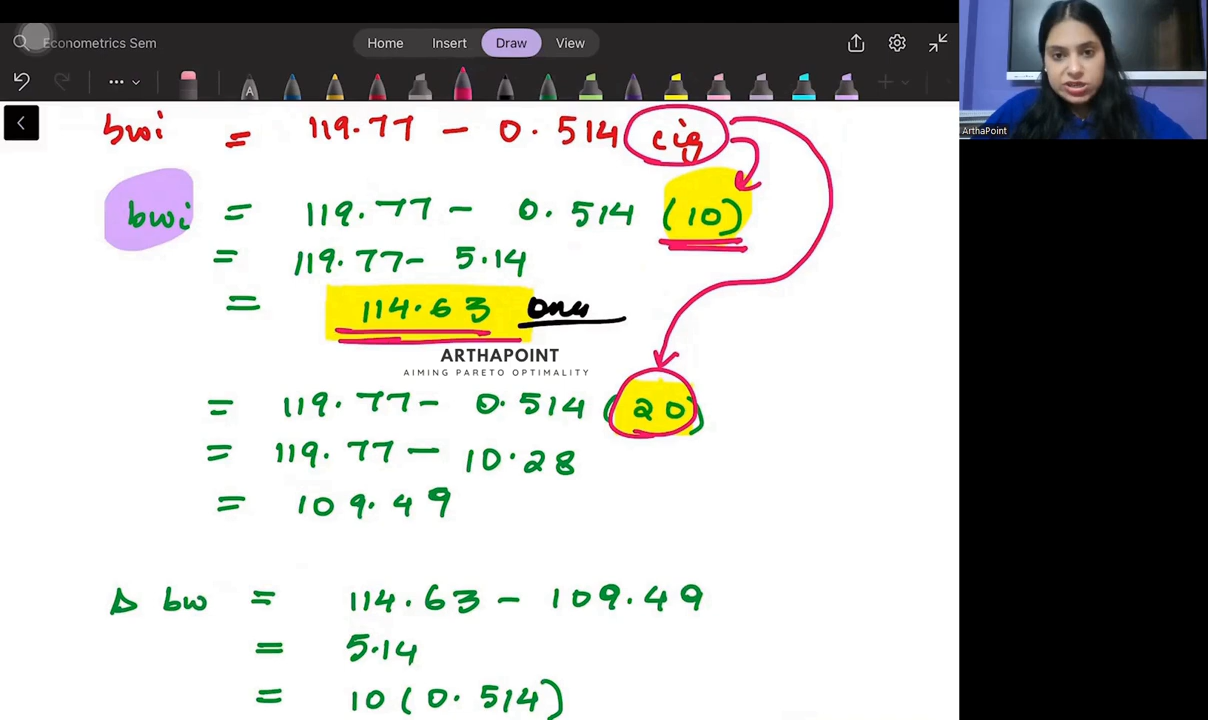 Econometrics Sem
Home Insert Draw View
A
bwi = 119.77 - 0.514 cig
bwi = 119.77 - 0.514 (10)
= 119.77 - 5.14
= 114.63
ARTHAPOINT
AIMING PARETO OPTIMALITY
= 119.77 - 0.514 (20)
= 119.77 - 10.28
= 109.49
Δ bw = 114.63 - 109.49
= 5.14
= 10 (0.514)
ArthaPoint